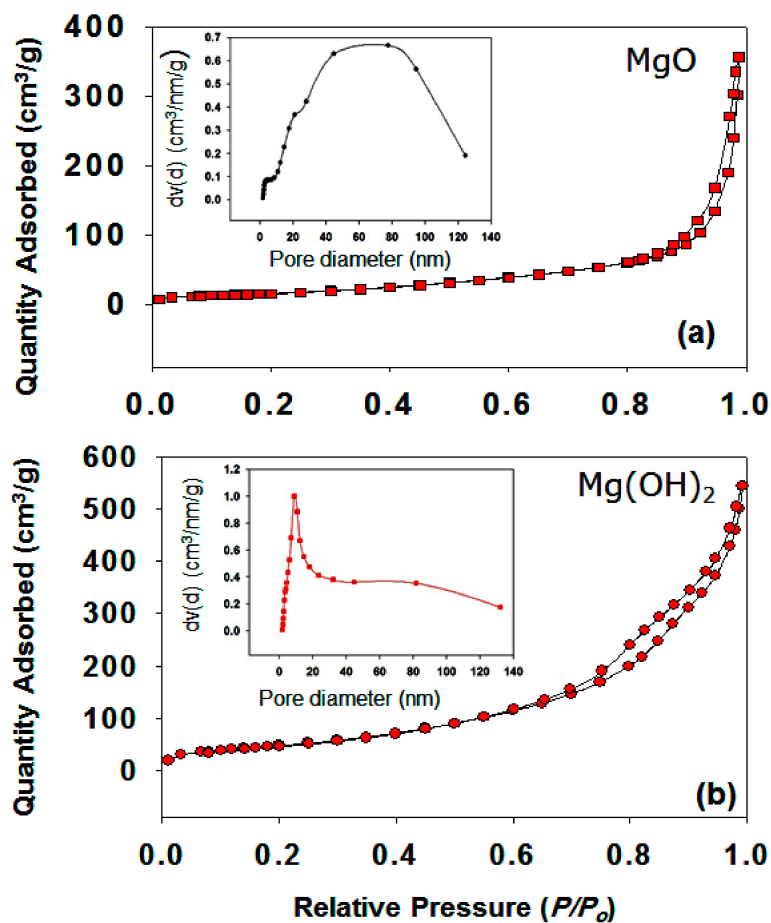 400
300
200
100
0
Quantity Adsorbed (cm³/g)
MgO
(a)
0.7
0.6
0.5
0.4
0.3
0.2
0.1
0.0
dv(d) (cm³/nm/g)
0 20 40 60 80 100 120 140
Pore diameter (nm)
0.0 0.2 0.4 0.6 0.8 1.0
600
500
400
300
200
100
0
Quantity Adsorbed (cm³/g)
Mg(OH)₂
(b)
1.2
1.0
0.8
0.6
0.4
0.2
0.0
dv(d) (cm³/nm/g)
0 20 40 60 80 100 120 140
Pore diameter (nm)
0.0 0.2 0.4 0.6 0.8 1.0
Relative Pressure (P/Pₒ)